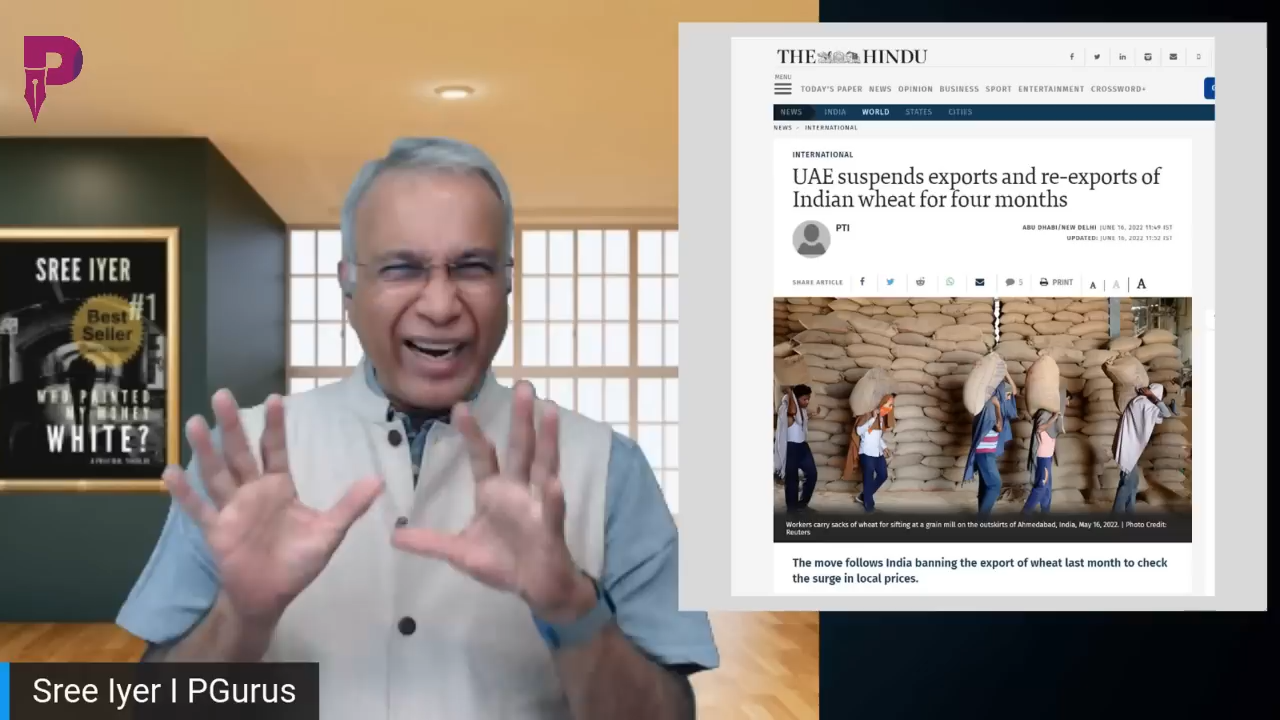 P
SREE IYER
#1
Best
Seller
WHO PAINTED
MY MONEY
WHITE?
Sree Iyer I PGurus
THE HINDU
MENU
TODAY'S PAPER NEWS OPINION BUSINESS SPORT ENTERTAINMENT CROSSWORD+
NEWS INDIA WORLD STATES CITIES
NEWS INTERNATIONAL
INTERNATIONAL
UAE suspends exports and re-exports of
Indian wheat for four months
PTI
ABU DHABI/NEW DELHI JUNE 16, 2022 11:49 IST
UPDATED: JUNE 16, 2022 11:52 IST
SHARE ARTICLE 5 PRINT A A A
Workers carry sacks of wheat for sifting at a grain mill on the outskirts of Ahmedabad, India, May 16, 2022. | Photo Credit:
Reuters
The move follows India banning the export of wheat last month to check
the surge in local prices.